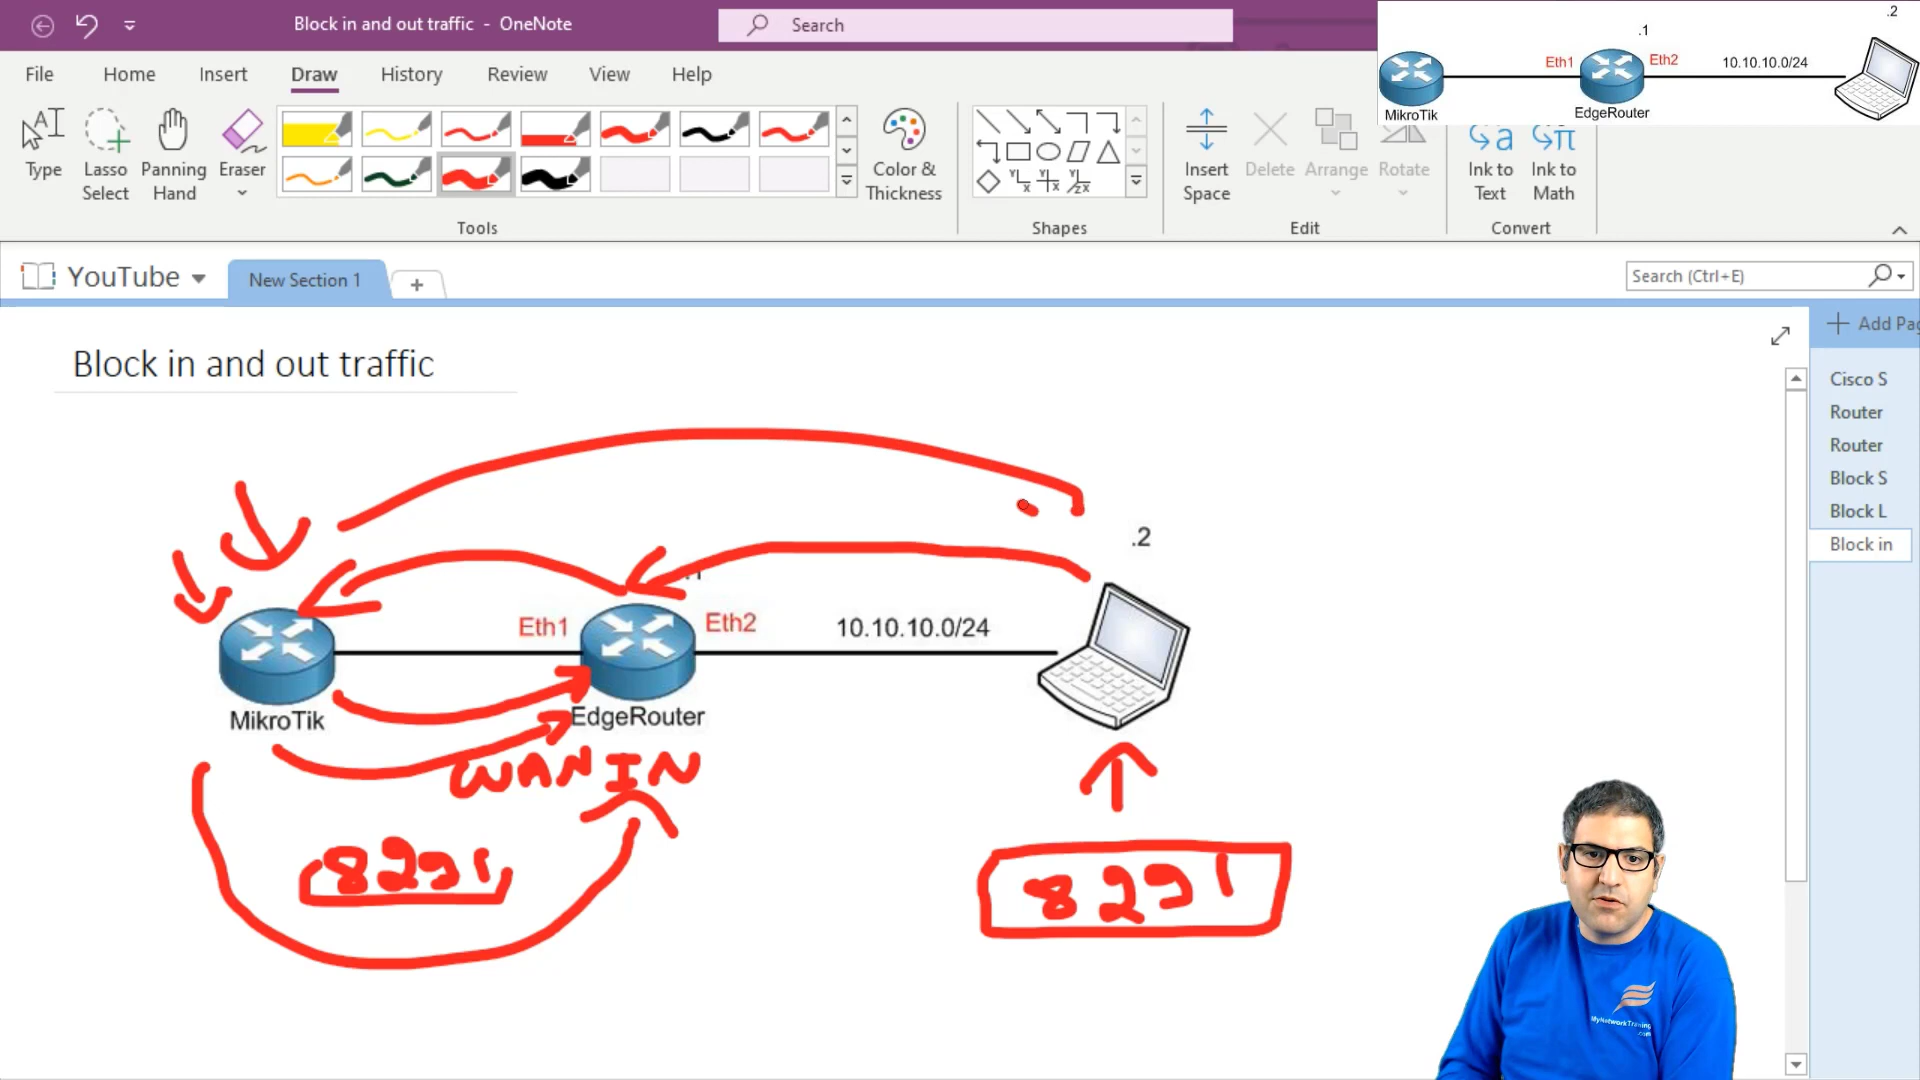 Block in and out traffic - OneNote
Search
File
Home
Insert
Draw
History
Review
View
Help
Type
Lasso
Select
Panning
Hand
Eraser
Color &
Thickness
Insert
Space
Delete
Arrange
Rotate
Ink to
Text
Ink to
Math
Tools
Shapes
Edit
Convert
.2
.1
Eth1
Eth2
10.10.10.0/24
MikroTik
EdgeRouter
YouTube
New Section 1
Search (Ctrl+E)
Add Pag
Cisco S
Router
Router
Block S
Block L
Block in
Block in and out traffic
.2
Eth1
Eth2
10.10.10.0/24
MikroTik
EdgeRouter
WAN IN
8291
8291
MyNetworkTraining
.com